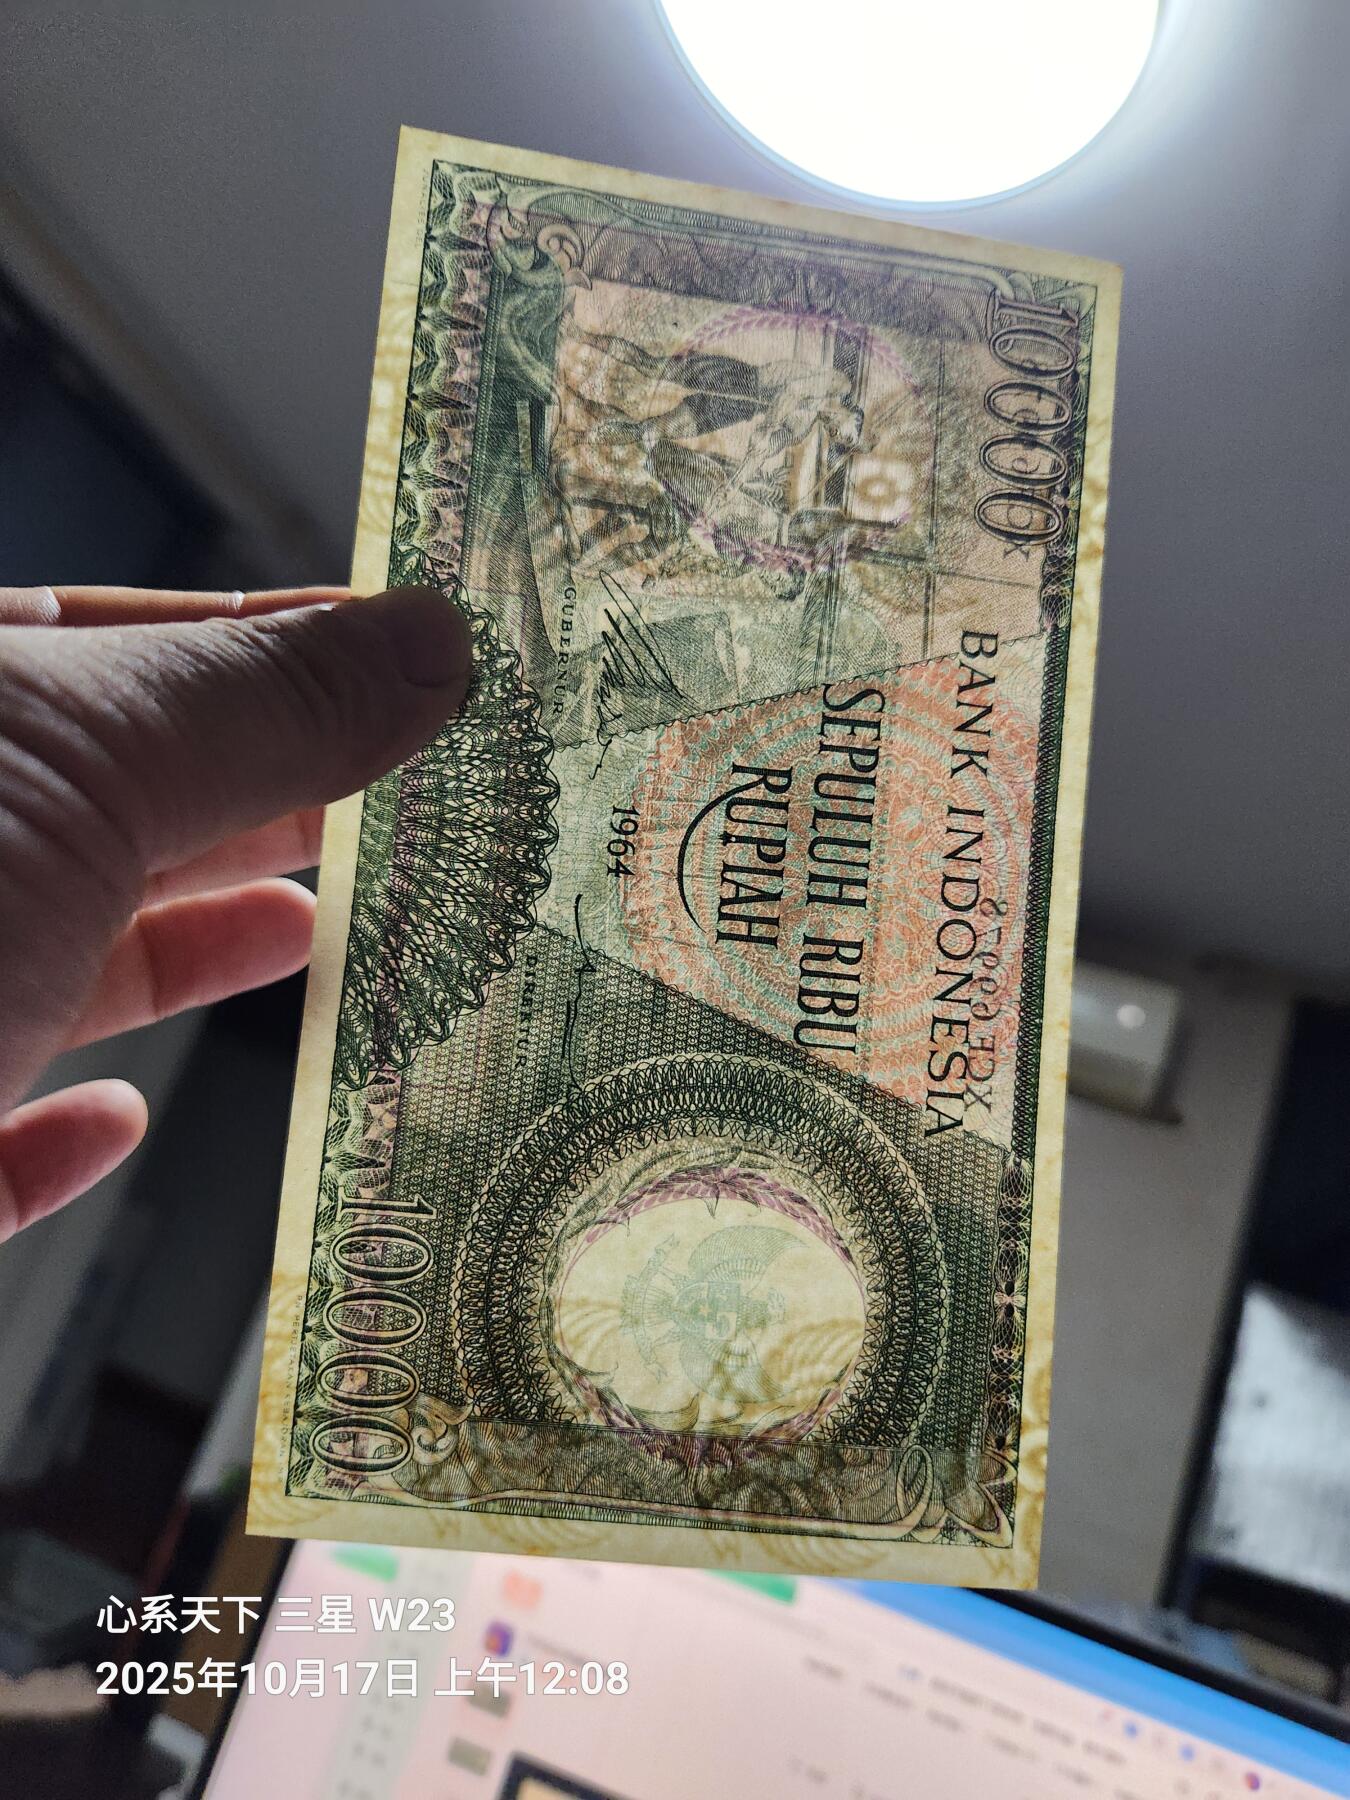 10000
BANK INDONESIA
SEPULUH RIBU
RUPIAH
1964
GUBERNUR
DIREKTUR
10000
心系天下 三星 W23
2025年10月17日 上午12:08